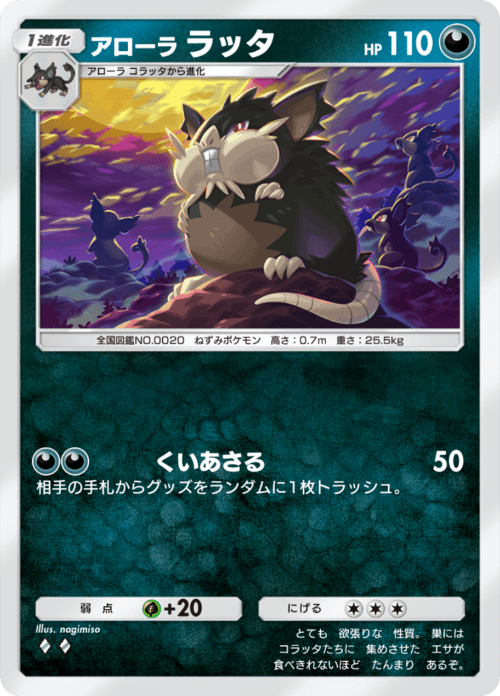 1進化
アローラ ラッタ
HP 110
アローラ コラッタから進化
全国図鑑NO.0020 ねずみポケモン 高さ:0.7m 重さ:25.5kg
くいあさる 50
相手の手札からグッズをランダムに1枚トラッシュ。
弱点 +20
にげる
Illus. nagimiso
とても 欲張りな 性質。巣には
コラッタたちに 集めさせた エサが
食べきれないほど たんまり あるぞ。